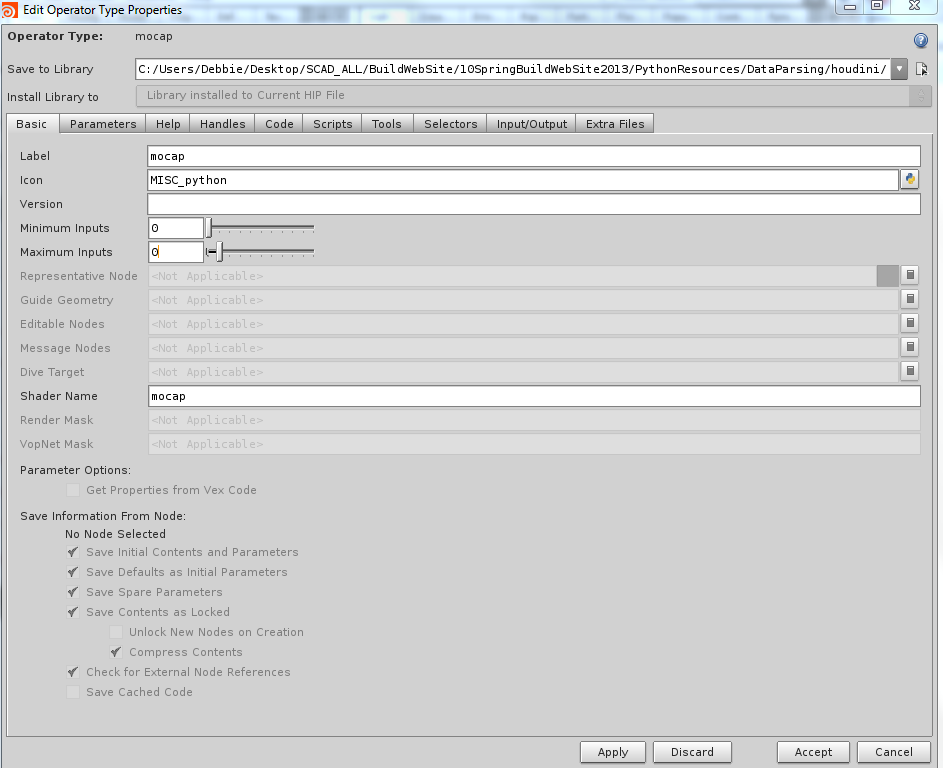 Edit Operator Type Properties
Operator Type: mocap
Save to Library C:/Users/Debbie/Desktop/SCAD_ALL/BuildWebSite/10SpringBuildWebSite2013/PythonResources/DataParsing/houdini/
Install Library to Library installed to Current HIP File
Basic Parameters Help Handles Code Scripts Tools Selectors Input/Output Extra Files
Label mocap
Icon MISC_python
Version
Minimum Inputs 0
Maximum Inputs 0
Representative Node <Not Applicable>
Guide Geometry <Not Applicable>
Editable Nodes <Not Applicable>
Message Nodes <Not Applicable>
Dive Target <Not Applicable>
Shader Name mocap
Render Mask <Not Applicable>
VopNet Mask <Not Applicable>
Parameter Options:
Get Properties from Vex Code
Save Information From Node:
No Node Selected
Save Initial Contents and Parameters
Save Defaults as Initial Parameters
Save Spare Parameters
Save Contents as Locked
Unlock New Nodes on Creation
Compress Contents
Check for External Node References
Save Cached Code
Apply Discard Accept Cancel